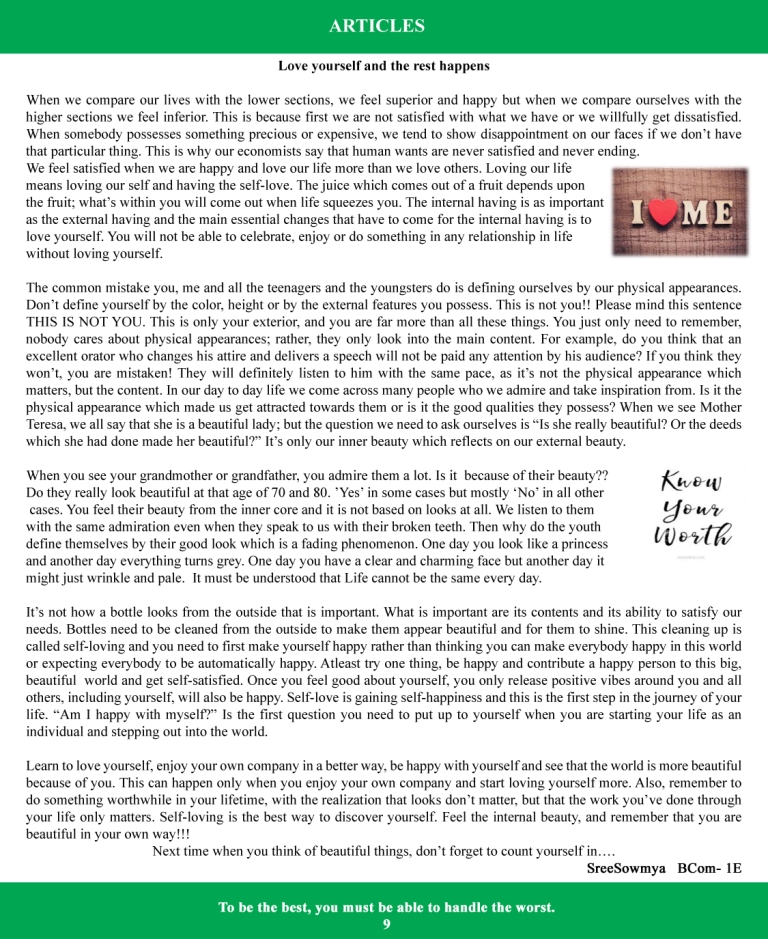 ARTICLES
Love yourself and the rest happens
When we compare our lives with the lower sections, we feel superior and happy but when we compare ourselves with the
higher sections we feel inferior. This is because first we are not satisfied with what we have or we willfully get dissatisfied.
When somebody possesses something precious or expensive, we tend to show disappointment on our faces if we don’t have
that particular thing. This is why our economists say that human wants are never satisfied and never ending.
We feel satisfied when we are happy and love our life more than we love others. Loving our life
means loving our self and having the self-love. The juice which comes out of a fruit depends upon
the fruit; what’s within you will come out when life squeezes you. The internal having is as important
as the external having and the main essential changes that have to come for the internal having is to
love yourself. You will not be able to celebrate, enjoy or do something in any relationship in life
without loving yourself.
I ❤ ME
The common mistake you, me and all the teenagers and the youngsters do is defining ourselves by our physical appearances.
Don’t define yourself by the color, height or by the external features you possess. This is not you!! Please mind this sentence
THIS IS NOT YOU. This is only your exterior, and you are far more than all these things. You just only need to remember,
nobody cares about physical appearances; rather, they only look into the main content. For example, do you think that an
excellent orator who changes his attire and delivers a speech will not be paid any attention by his audience? If you think they
won’t, you are mistaken! They will definitely listen to him with the same pace, as it’s not the physical appearance which
matters, but the content. In our day to day life we come across many people who we admire and take inspiration from. Is it the
physical appearance which made us get attracted towards them or is it the good qualities they possess? When we see Mother
Teresa, we all say that she is a beautiful lady; but the question we need to ask ourselves is “Is she really beautiful? Or the deeds
which she had done made her beautiful?” It’s only our inner beauty which reflects on our external beauty.
When you see your grandmother or grandfather, you admire them a lot. Is it because of their beauty??
Do they really look beautiful at that age of 70 and 80. ’Yes’ in some cases but mostly ‘No’ in all other
cases. You feel their beauty from the inner core and it is not based on looks at all. We listen to them
with the same admiration even when they speak to us with their broken teeth. Then why do the youth
define themselves by their good look which is a fading phenomenon. One day you look like a princess
and another day everything turns grey. One day you have a clear and charming face but another day it
might just wrinkle and pale. It must be understood that Life cannot be the same every day.
Know
Your
Worth
It’s not how a bottle looks from the outside that is important. What is important are its contents and its ability to satisfy our
needs. Bottles need to be cleaned from the outside to make them appear beautiful and for them to shine. This cleaning up is
called self-loving and you need to first make yourself happy rather than thinking you can make everybody happy in this world
or expecting everybody to be automatically happy. Atleast try one thing, be happy and contribute a happy person to this big,
beautiful world and get self-satisfied. Once you feel good about yourself, you only release positive vibes around you and all
others, including yourself, will also be happy. Self-love is gaining self-happiness and this is the first step in the journey of your
life. “Am I happy with myself?” Is the first question you need to put up to yourself when you are starting your life as an
individual and stepping out into the world.
Learn to love yourself, enjoy your own company in a better way, be happy with yourself and see that the world is more beautiful
because of you. This can happen only when you enjoy your own company and start loving yourself more. Also, remember to
do something worthwhile in your lifetime, with the realization that looks don’t matter, but that the work you’ve done through
your life only matters. Self-loving is the best way to discover yourself. Feel the internal beauty, and remember that you are
beautiful in your own way!!!
Next time when you think of beautiful things, don’t forget to count yourself in….
SreeSowmya BCom- 1E
To be the best, you must be able to handle the worst.
9